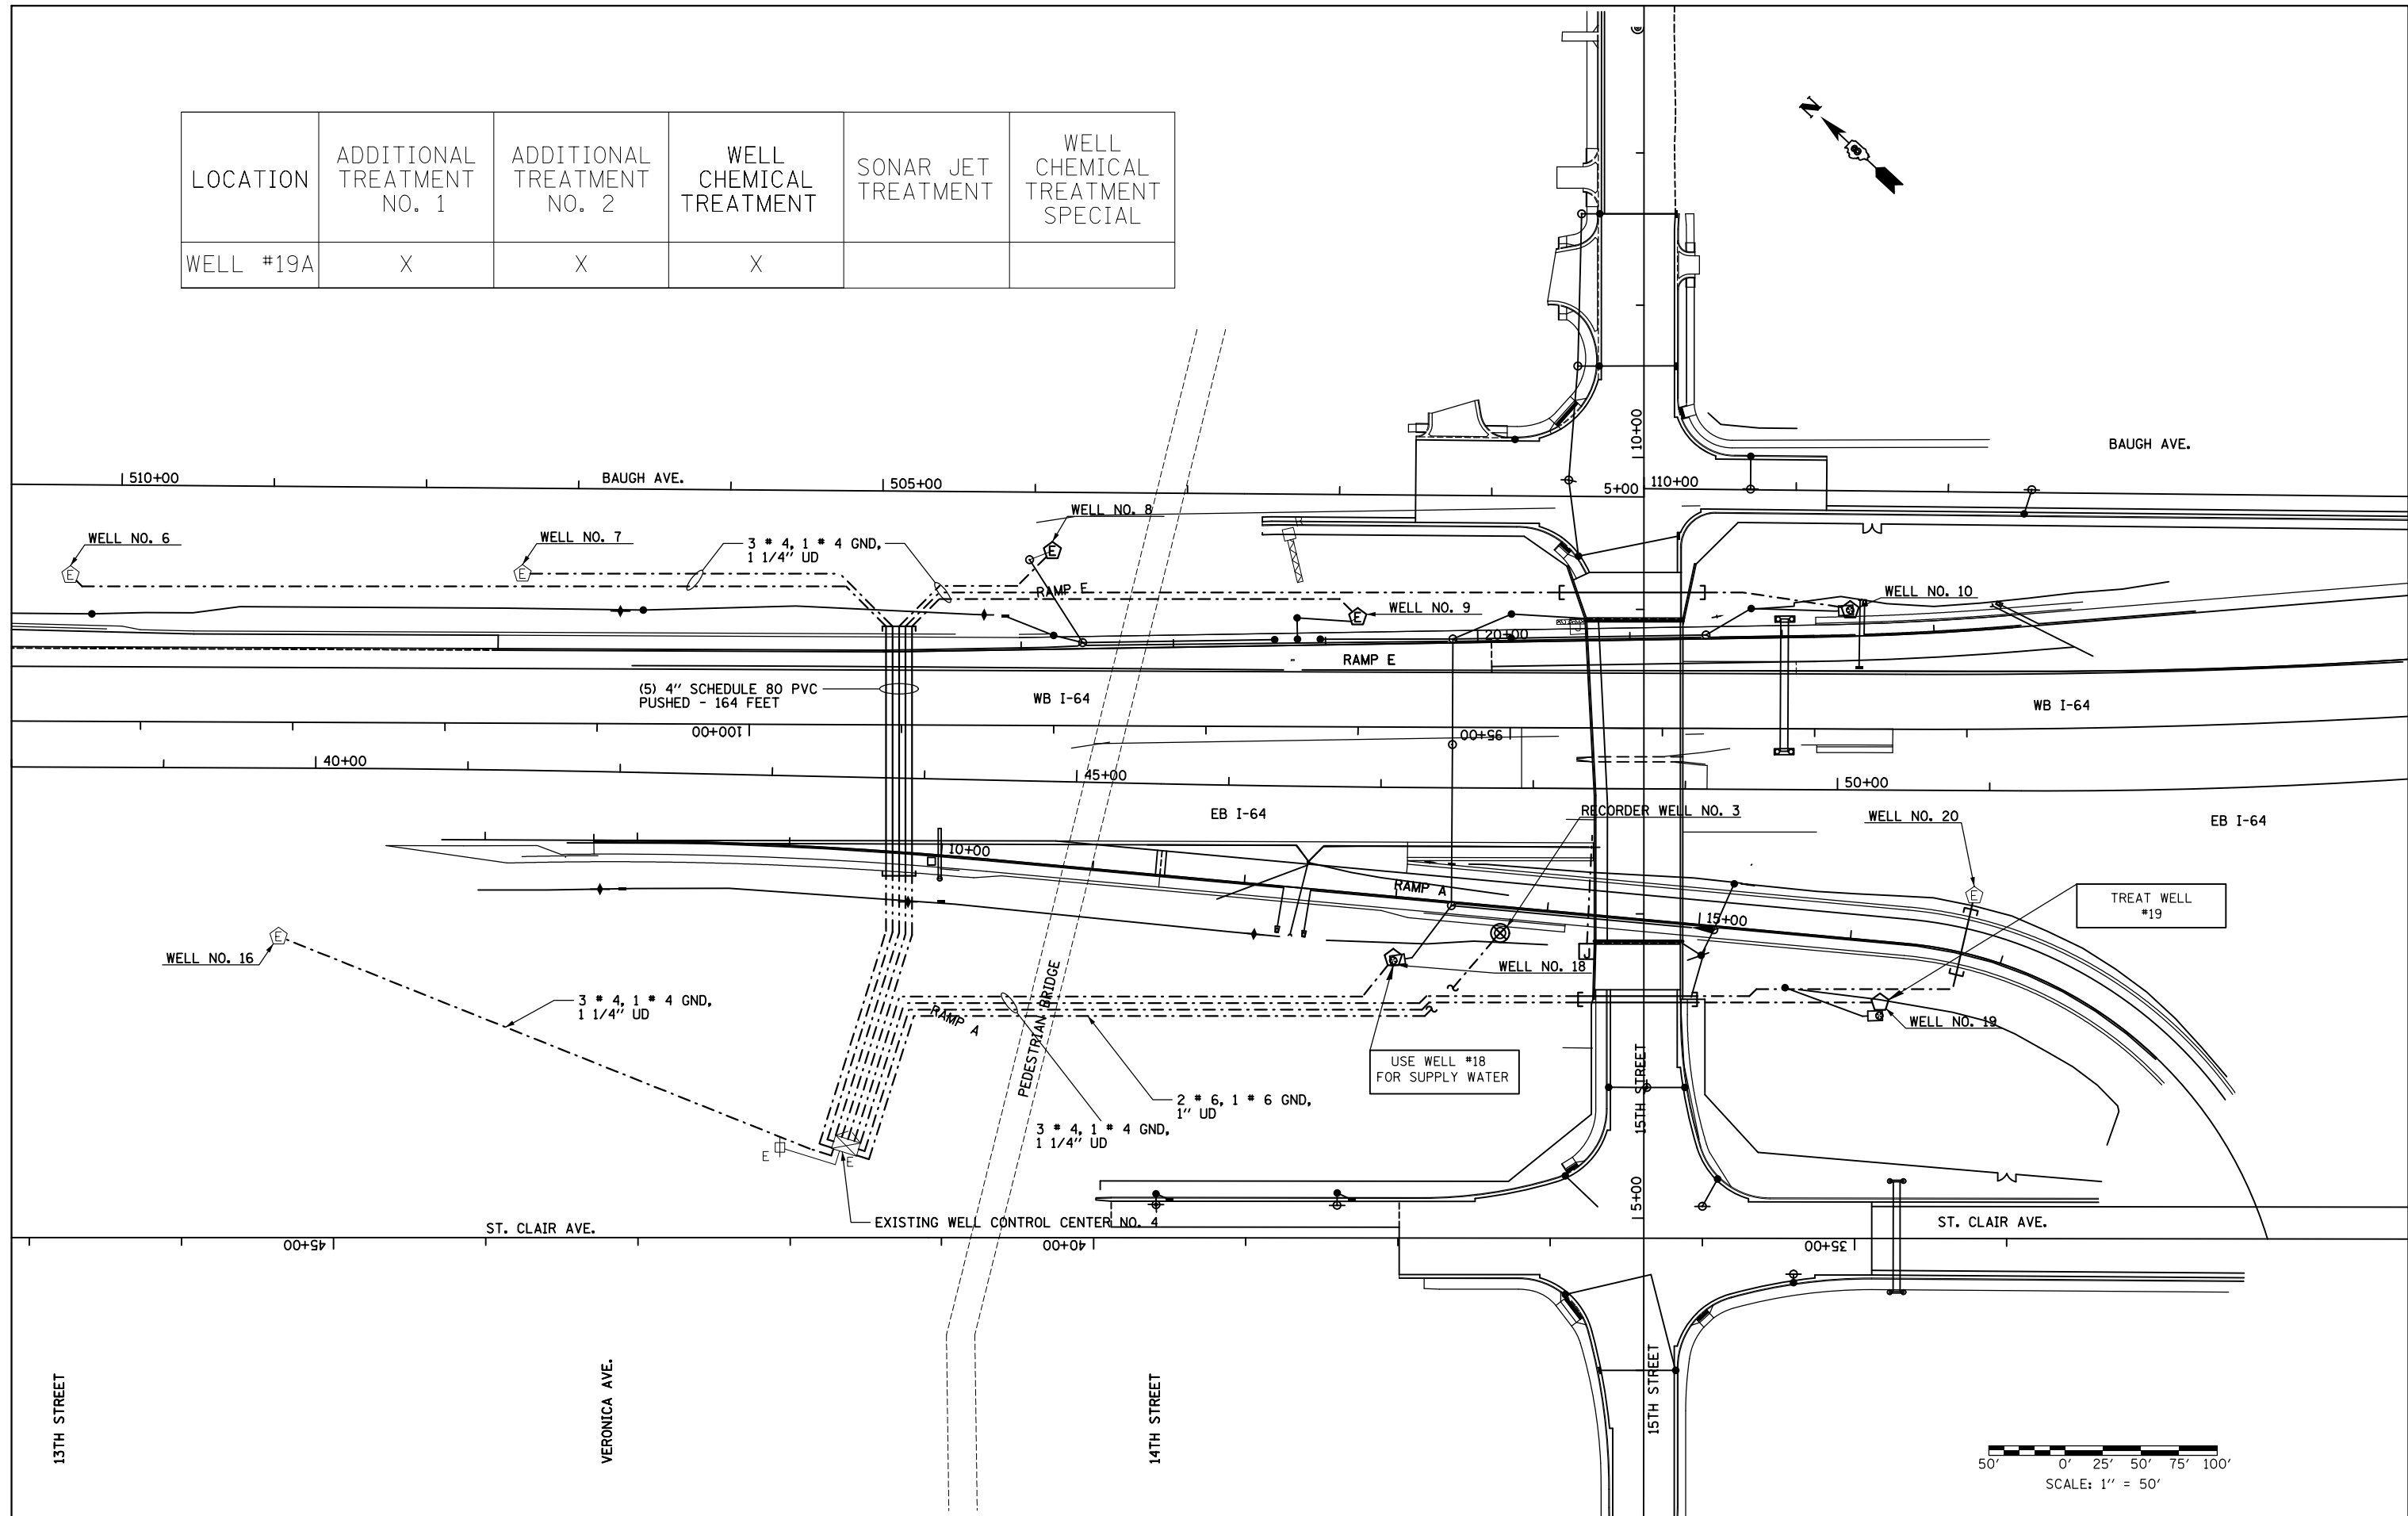 N
LOCATION
ADDITIONAL
TREATMENT
NO. 1
ADDITIONAL
TREATMENT
NO. 2
WELL
CHEMICAL
TREATMENT
SONAR JET
TREATMENT
WELL
CHEMICAL
TREATMENT
SPECIAL
WELL #19A
X
X
X
10+00
BAUGH AVE.
510+00
BAUGH AVE.
505+00
5+00
110+00
WELL NO. 6
WELL NO. 7
3 # 4, 1 # 4 GND,
1 1/4" UD
WELL NO. 8
E
E
E
RAMP E
E
WELL NO. 9
WELL NO. 10
20+00
RAMP E
(5) 4" SCHEDULE 80 PVC
PUSHED - 164 FEET
WB I-64
WB I-64
100+00
95+00
40+00
45+00
50+00
EB I-64
RECORDER WELL NO. 3
WELL NO. 20
EB I-64
10+00
RAMP A
E
TREAT WELL
#19
15+00
E
WELL NO. 16
J
WELL NO. 18
3 # 4, 1 # 4 GND,
1 1/4" UD
RAMP A
PEDESTRIAN BRIDGE
WELL NO. 19
USE WELL #18
FOR SUPPLY WATER
15TH STREET
2 # 6, 1 # 6 GND,
1" UD
3 # 4, 1 # 4 GND,
1 1/4" UD
E
E
5+00
EXISTING WELL CONTROL CENTER NO. 4
ST. CLAIR AVE.
ST. CLAIR AVE.
45+00
40+00
35+00
13TH STREET
VERONICA AVE.
14TH STREET
15TH STREET
50' 0' 25' 50' 75' 100'
SCALE: 1" = 50'